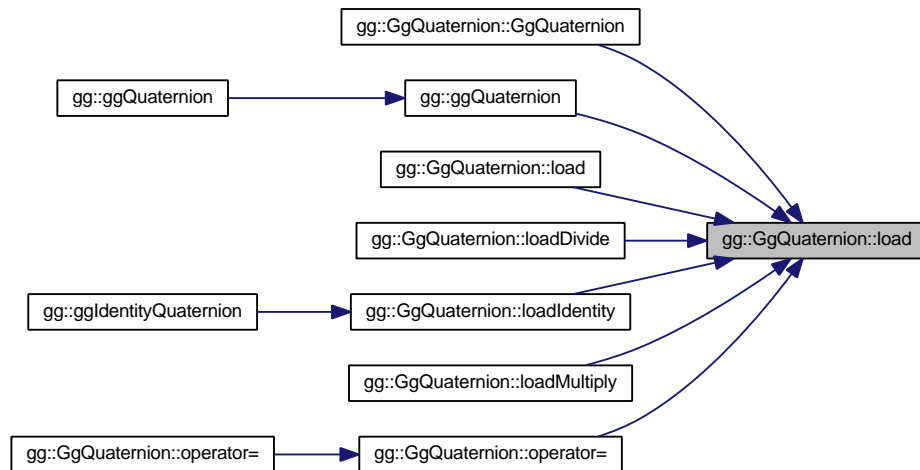 gg::GgQuaternion::GgQuaternion
gg::ggQuaternion
gg::ggQuaternion
gg::GgQuaternion::load
gg::GgQuaternion::loadDivide
gg::GgQuaternion::load
gg::ggIdentityQuaternion
gg::GgQuaternion::loadIdentity
gg::GgQuaternion::loadMultiply
gg::GgQuaternion::operator=
gg::GgQuaternion::operator=